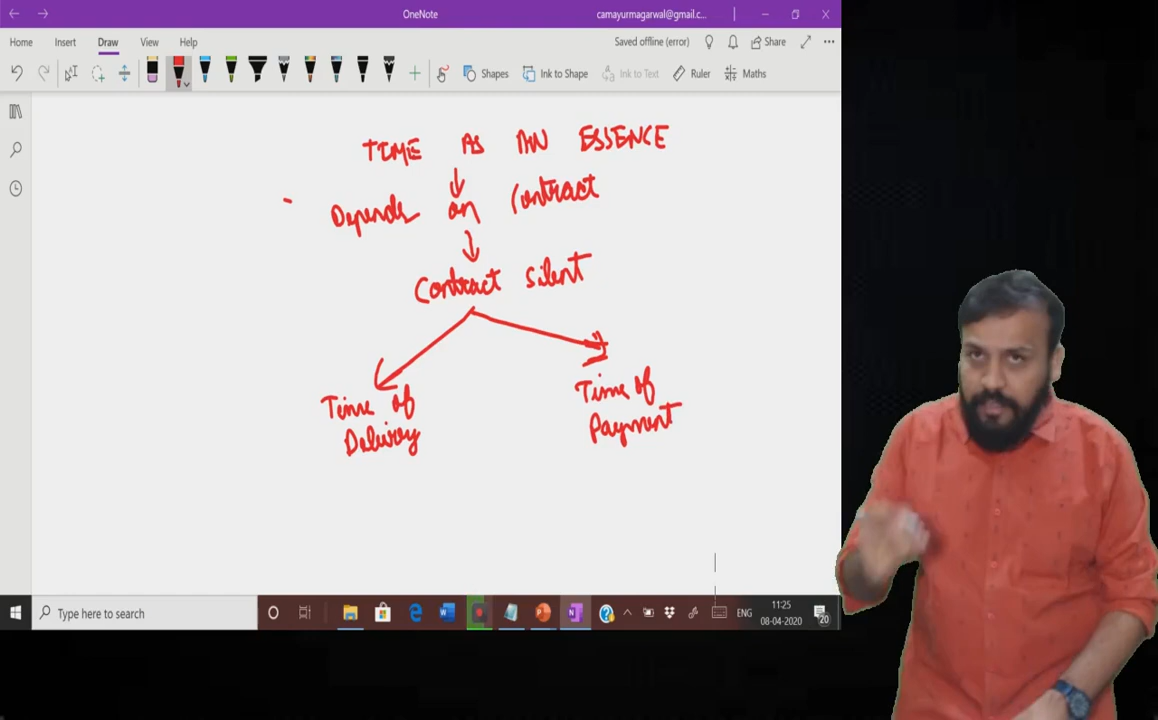 OneNote
camayurmagarwal@gmail.c...
Home Insert Draw View Help
Saved offline (error) Share
Shapes Ink to Shape Ink to Text Ruler Maths
TIME AS AN ESSENCE
Depends on Contract
Contract silent
Time of
Delivery
Time of
Payment
Type here to search
ENG
11:25
08-04-2020
20